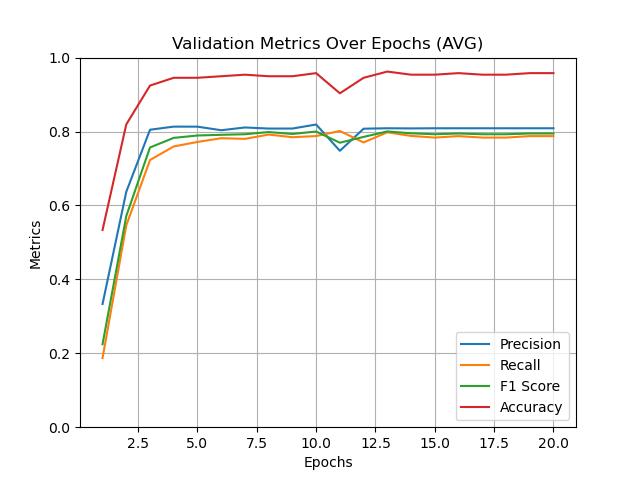 Validation Metrics Over Epochs (AVG)
1.0
0.8
0.6
0.4
0.2
0.0
Metrics
2.5 5.0 7.5 10.0 12.5 15.0 17.5 20.0
Epochs
Precision
Recall
F1 Score
Accuracy